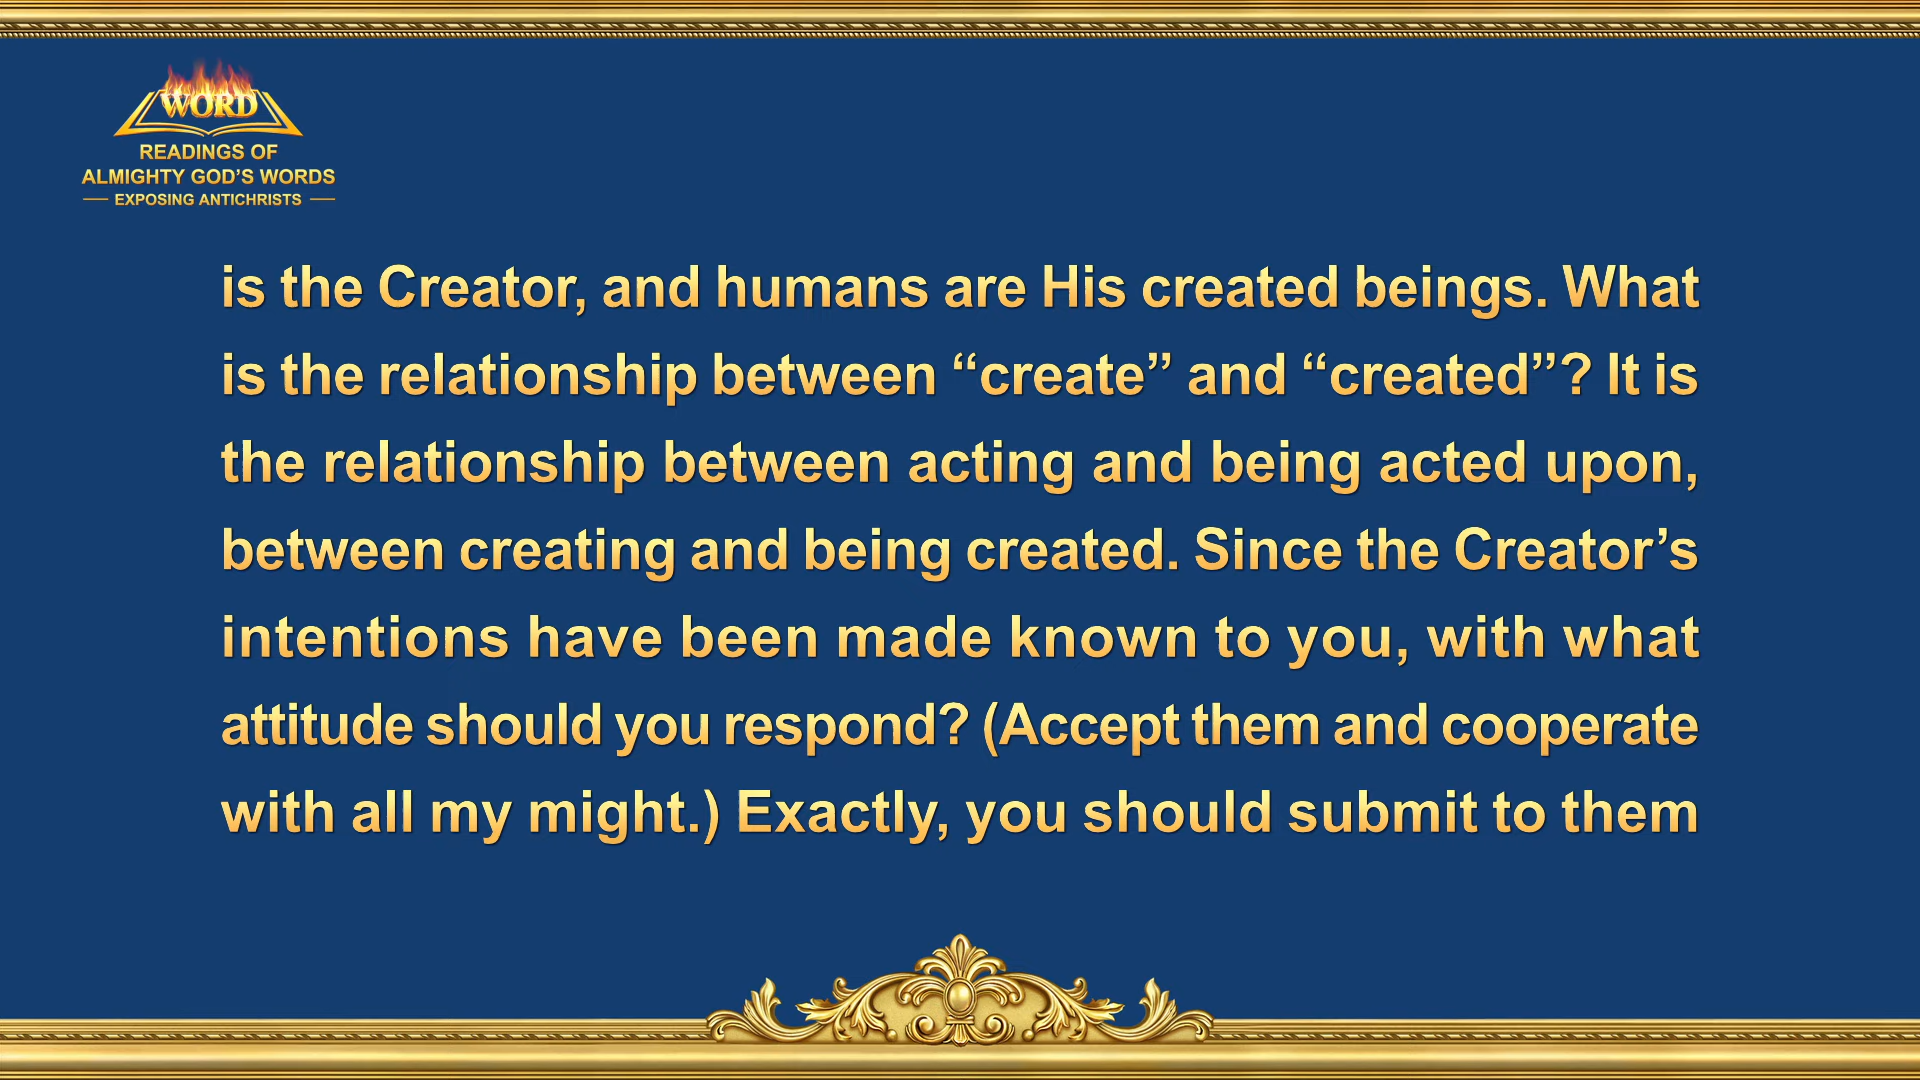 WORD
READINGS OF
ALMIGHTY GOD’S WORDS
EXPOSING ANTICHRISTS
is the Creator, and humans are His created beings. What
is the relationship between “create” and “created”? It is
the relationship between acting and being acted upon,
between creating and being created. Since the Creator’s
intentions have been made known to you, with what
attitude should you respond? (Accept them and cooperate
with all my might.) Exactly, you should submit to them